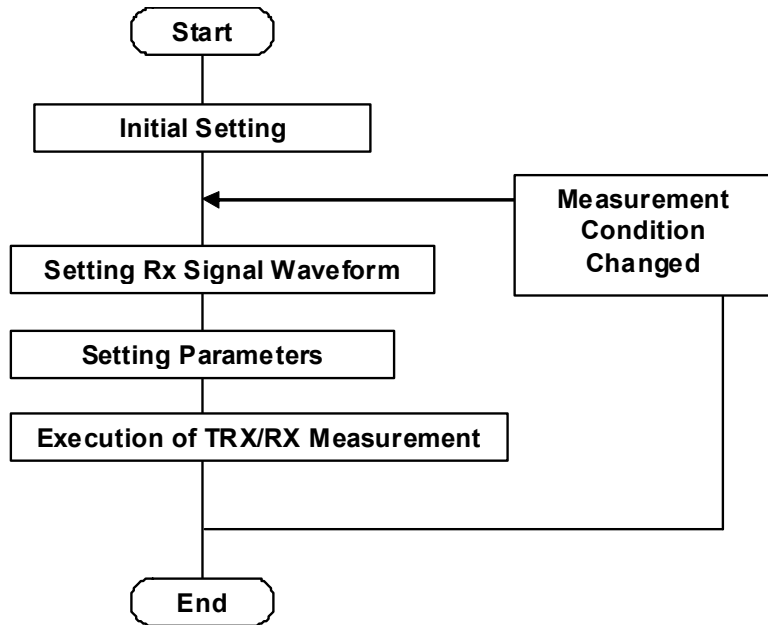 Start
Initial Setting
Measurement
Condition
Changed
Setting Rx Signal Waveform
Setting Parameters
Execution of TRX/RX Measurement
End